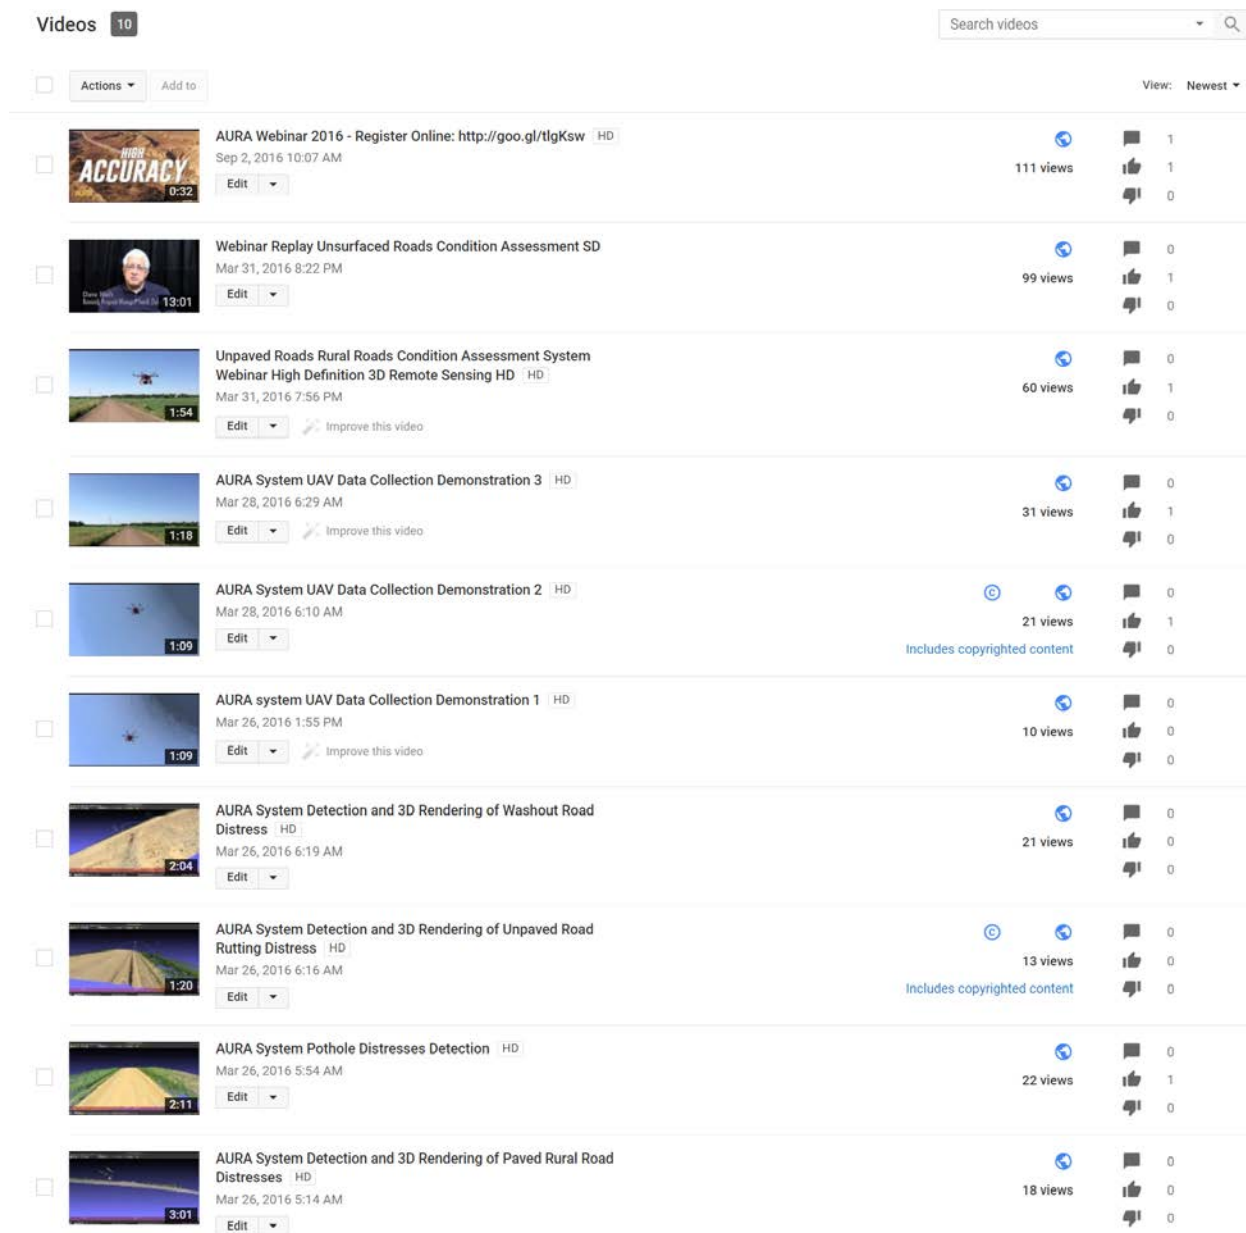 Videos 10
Search videos
Actions Add to
View: Newest
HIGH
ACCURACY
0:32
AURA Webinar 2016 - Register Online: http://goo.gl/tlgKsw HD
Sep 2, 2016 10:07 AM
Edit
111 views
1
1
0
13:01
Webinar Replay Unsurfaced Roads Condition Assessment SD
Mar 31, 2016 8:22 PM
Edit
99 views
0
1
0
1:54
Unpaved Roads Rural Roads Condition Assessment System
Webinar High Definition 3D Remote Sensing HD HD
Mar 31, 2016 7:56 PM
Edit Improve this video
60 views
0
1
0
1:18
AURA System UAV Data Collection Demonstration 3 HD
Mar 28, 2016 6:29 AM
Edit Improve this video
31 views
0
1
0
1:09
AURA System UAV Data Collection Demonstration 2 HD
Mar 28, 2016 6:10 AM
Edit
©
21 views
Includes copyrighted content
0
1
0
1:09
AURA system UAV Data Collection Demonstration 1 HD
Mar 26, 2016 1:55 PM
Edit Improve this video
10 views
0
0
0
2:04
AURA System Detection and 3D Rendering of Washout Road
Distress HD
Mar 26, 2016 6:19 AM
Edit
21 views
0
0
0
1:20
AURA System Detection and 3D Rendering of Unpaved Road
Rutting Distress HD
Mar 26, 2016 6:16 AM
Edit
©
13 views
Includes copyrighted content
0
0
0
2:11
AURA System Pothole Distresses Detection HD
Mar 26, 2016 5:54 AM
Edit
22 views
0
1
0
3:01
AURA System Detection and 3D Rendering of Paved Rural Road
Distresses HD
Mar 26, 2016 5:14 AM
Edit
18 views
0
0
0